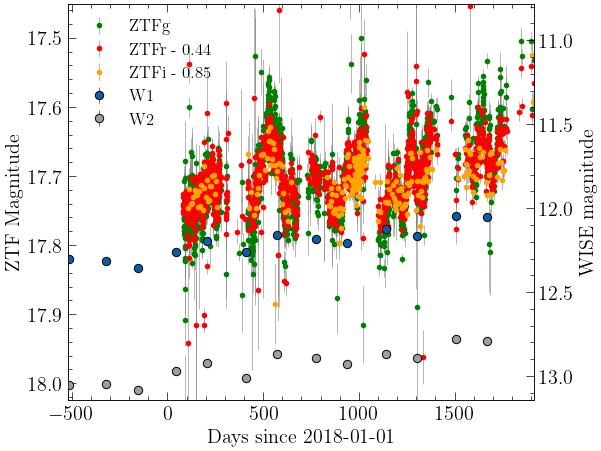 ZTFg
ZTFr - 0.44
ZTFi - 0.85
W1
W2
17.5
17.6
17.7
17.8
17.9
18.0
ZTF Magnitude
11.0
11.5
12.0
12.5
13.0
WISE magnitude
−500
0
500
1000
1500
Days since 2018-01-01